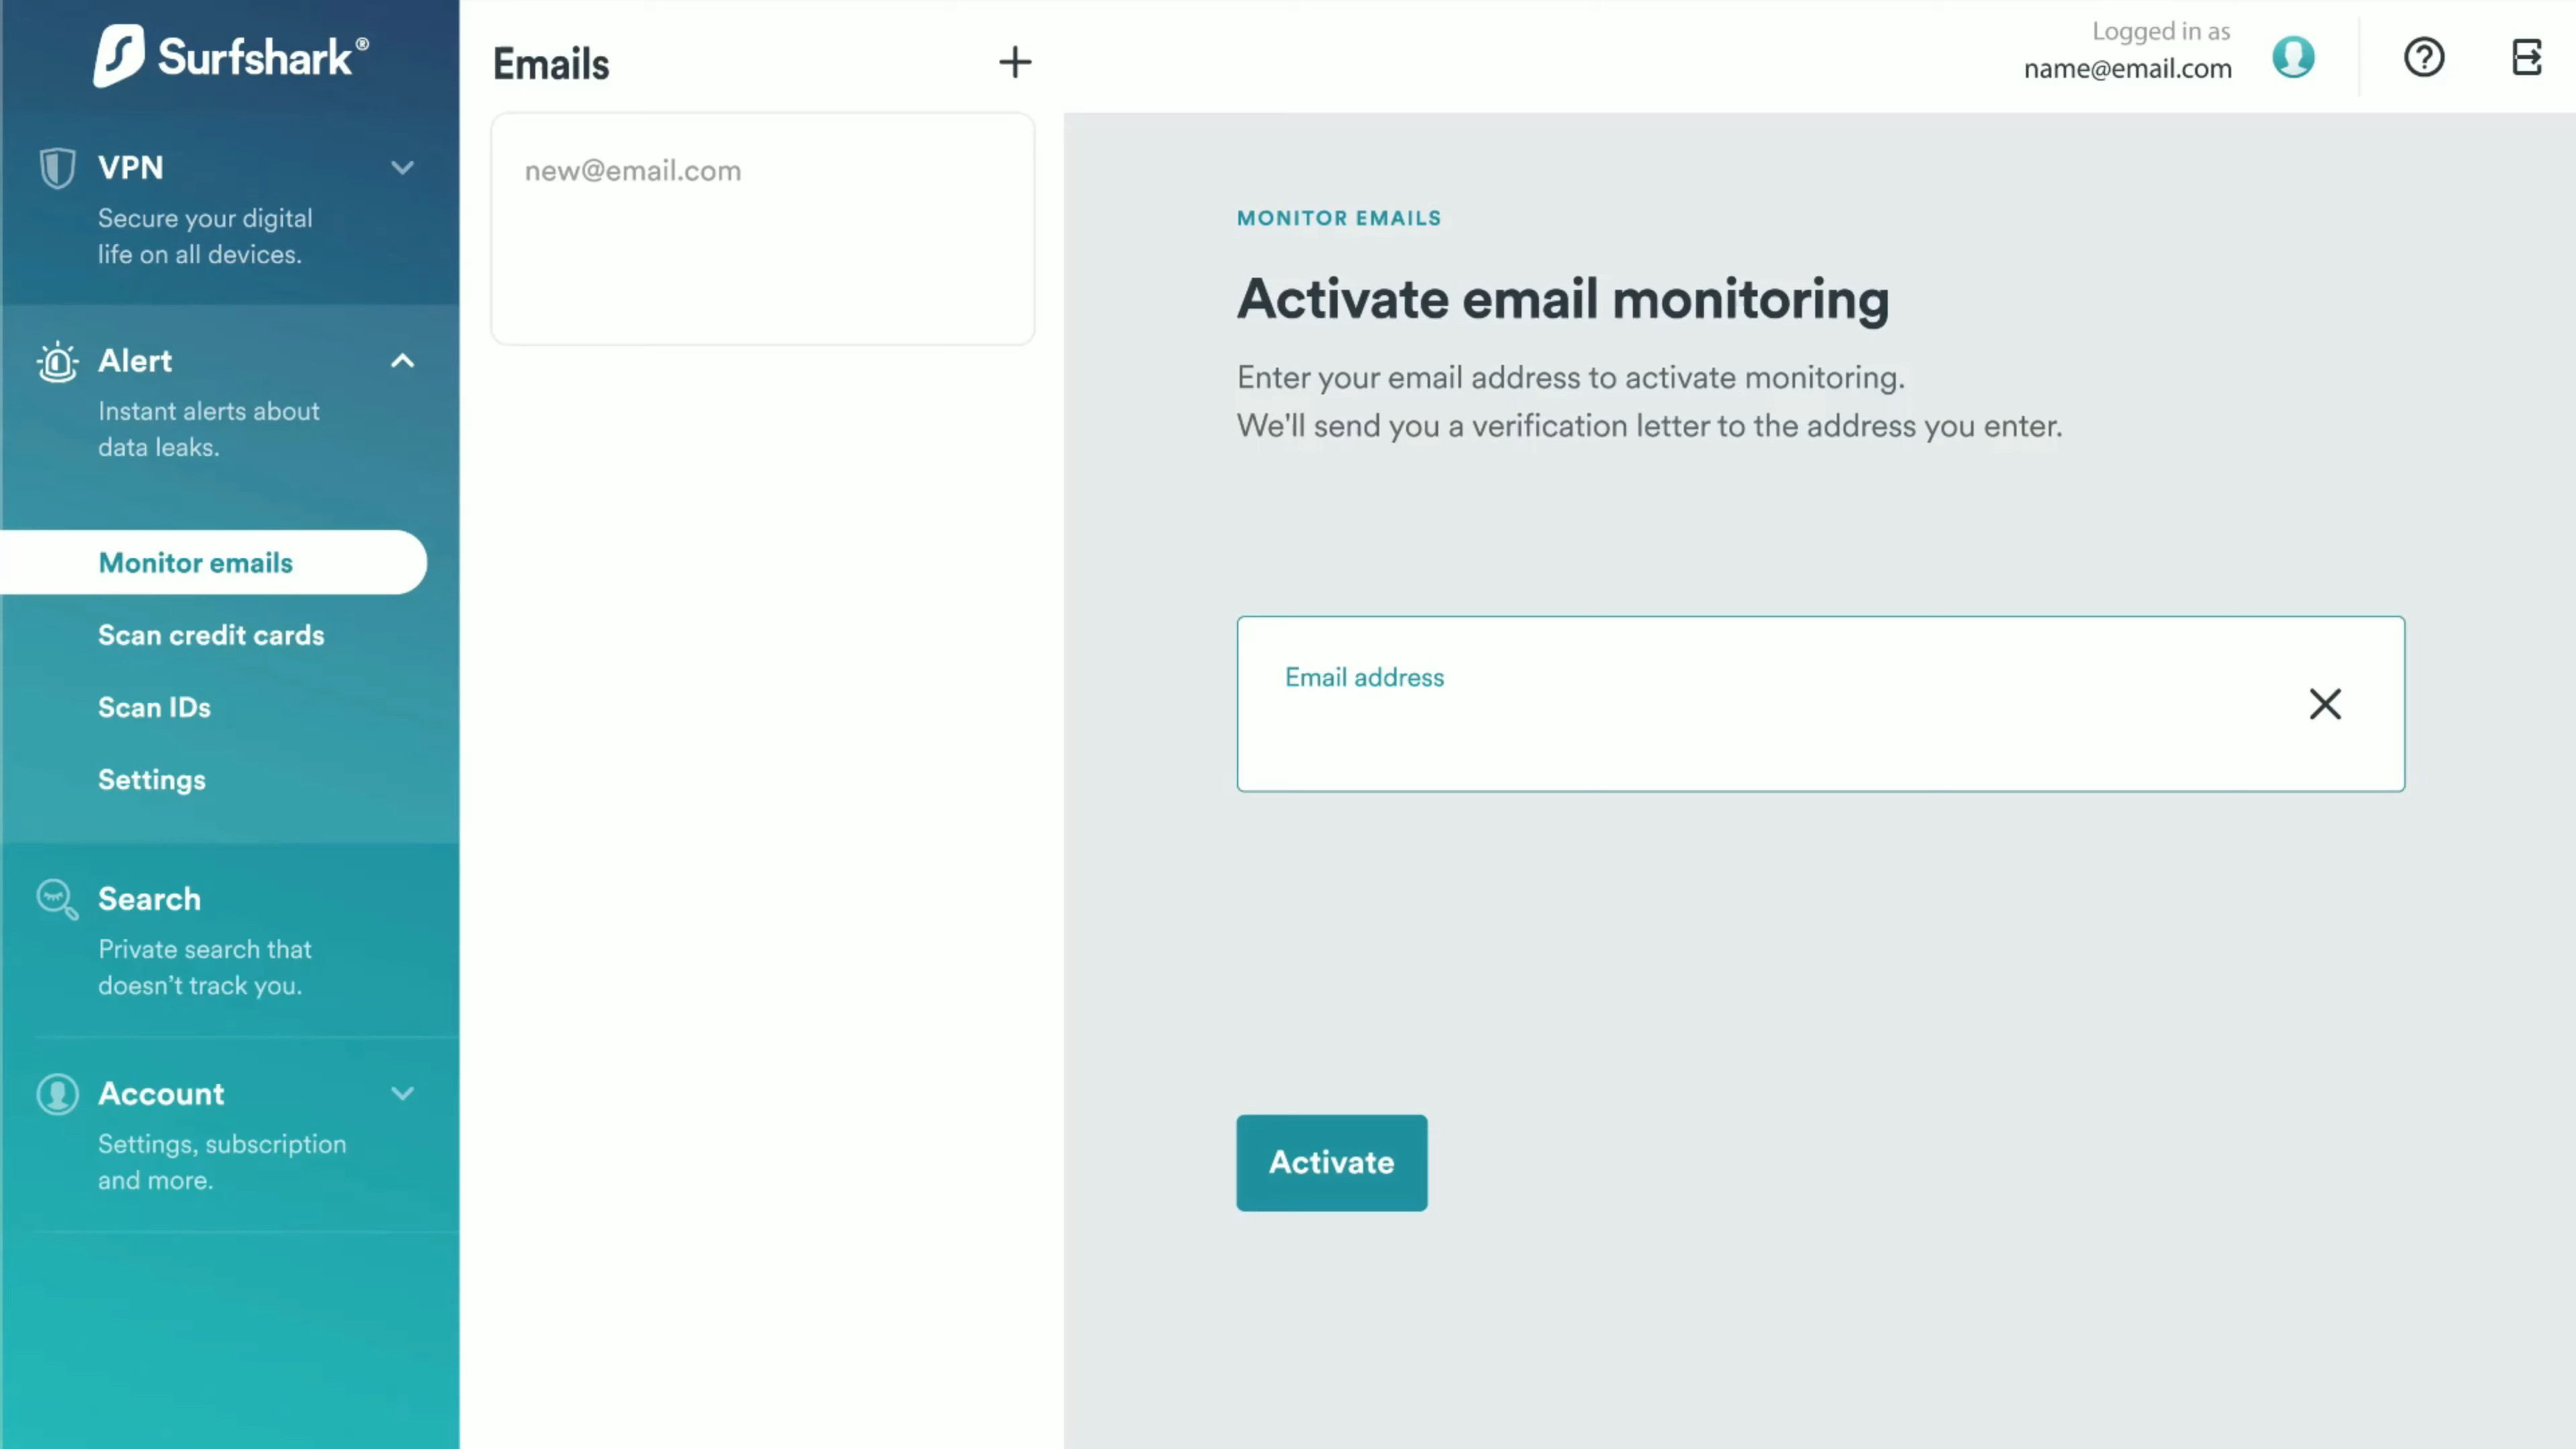 Surfshark®
VPN
Secure your digital
life on all devices.
Alert
Instant alerts about
data leaks.
Monitor emails
Scan credit cards
Scan IDs
Settings
Search
Private search that
doesn’t track you.
Account
Settings, subscription
and more.
Emails
new@email.com
Logged in as
name@email.com
MONITOR EMAILS
Activate email monitoring
Enter your email address to activate monitoring.
We'll send you a verification letter to the address you enter.
Email address
Activate